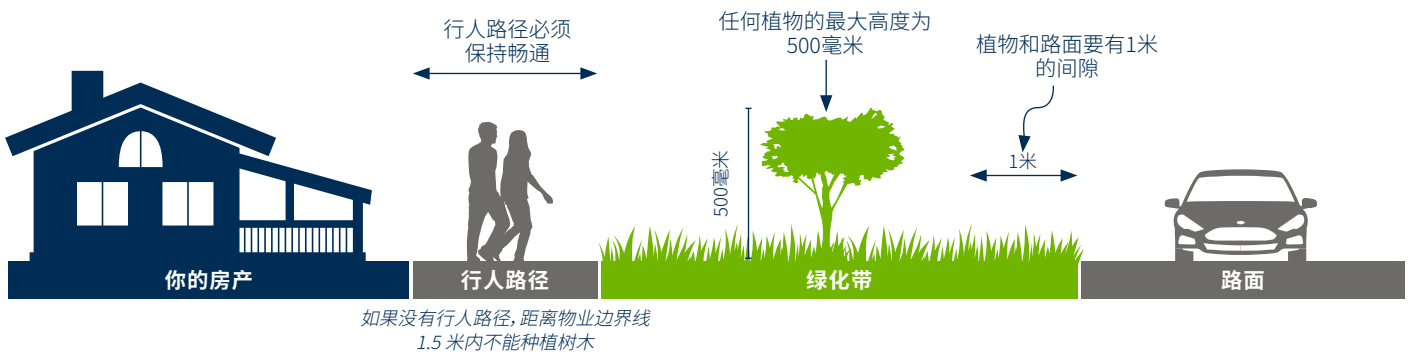 行人路径必须
保持畅通
任何植物的最大高度为
500毫米
植物和路面要有1米
的间隙
500毫米
1米
你的房产
行人路径
绿化带
路面
如果没有行人路径，距离物业边界线
1.5 米内不能种植树木